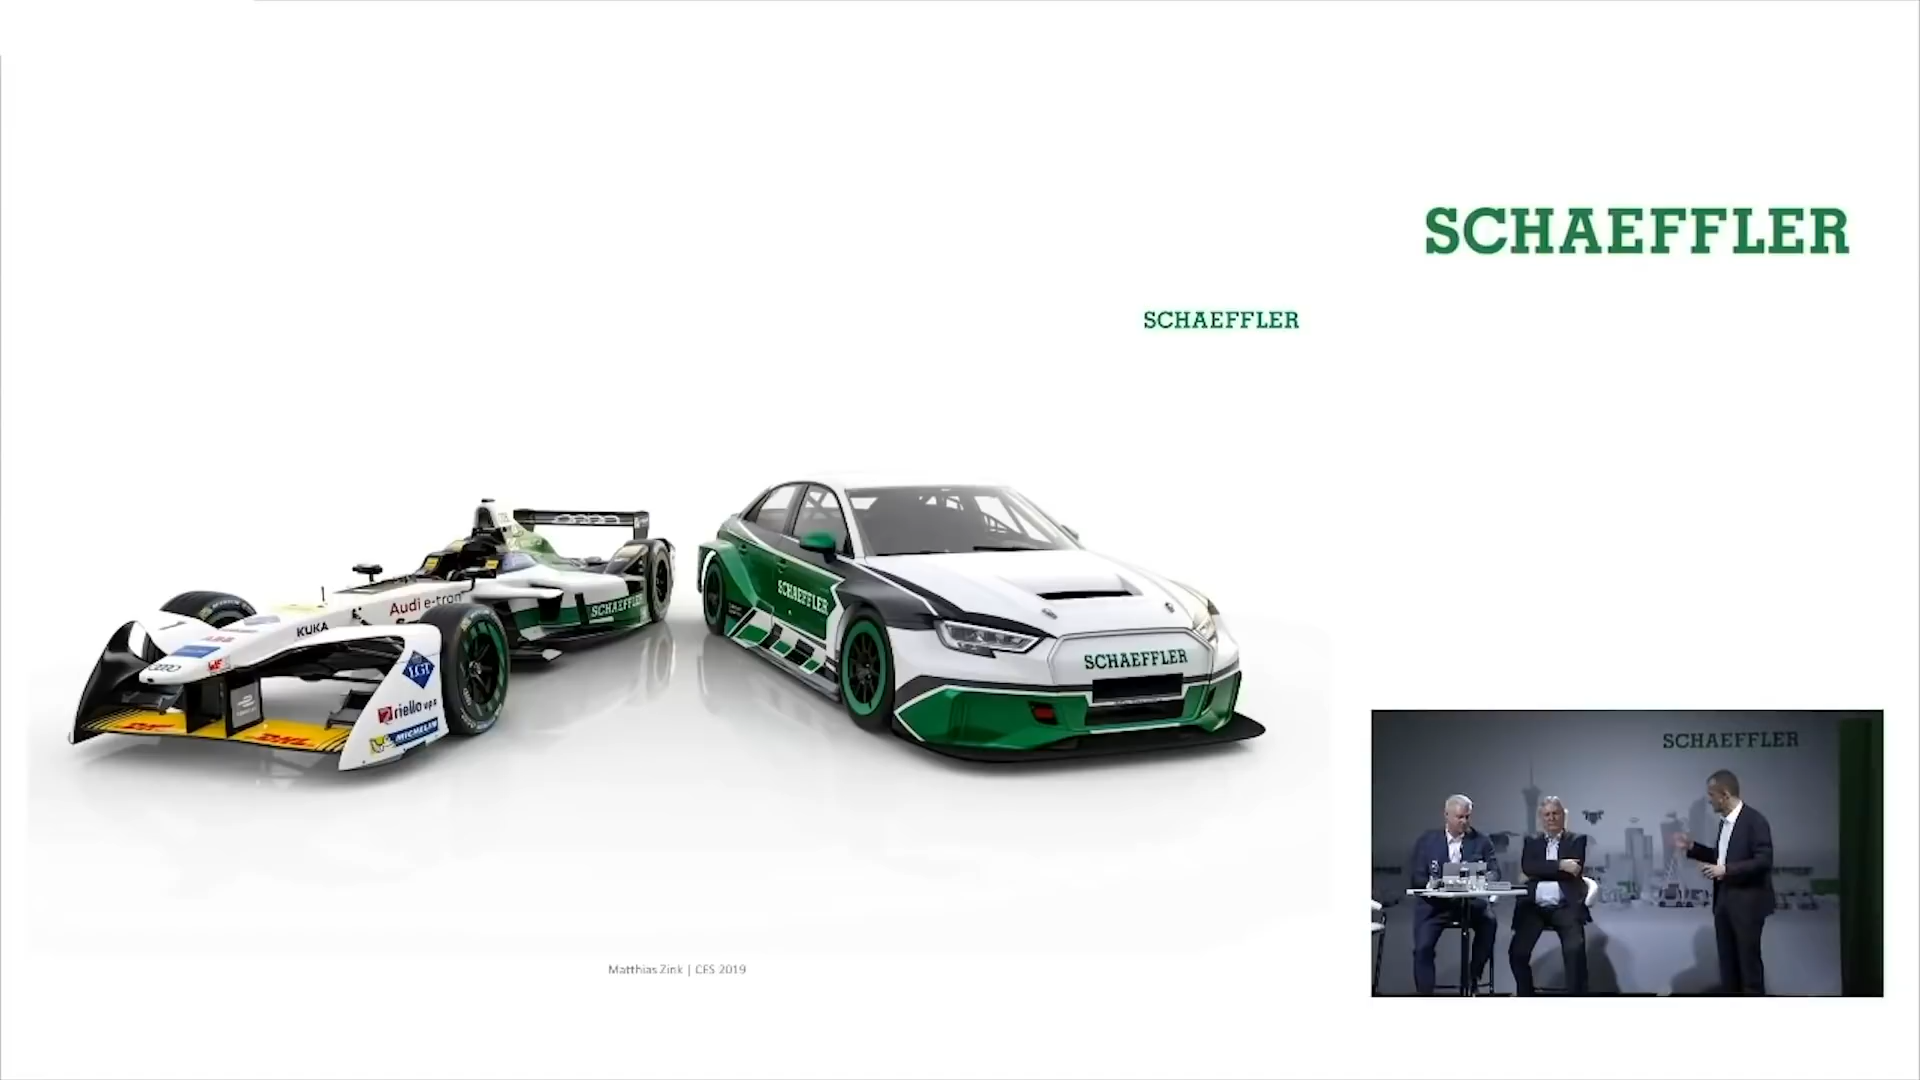 SCHAEFFLER
SCHAEFFLER
Audi e-tron
KUKA
ABB
SCHAEFFLER
LGT
riello ups
MICHELIN
DHL
DHL
SCHAEFFLER
SCHAEFFLER
SCHAEFFLER
Matthias Zink | CES 2019